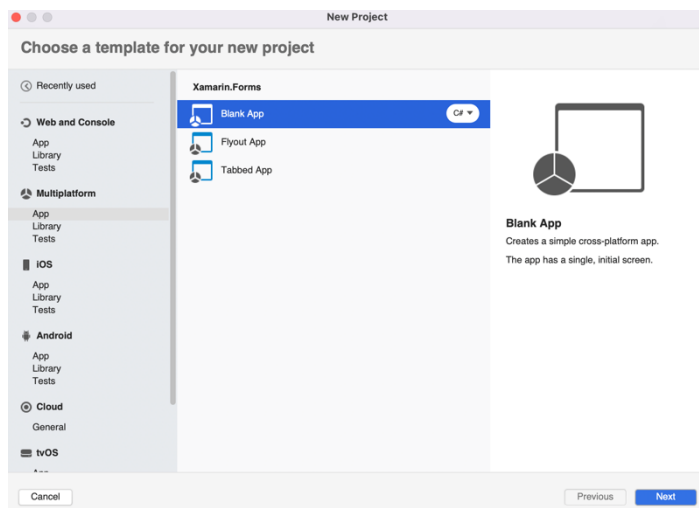 New Project
Choose a template for your new project
Recently used
Web and Console
App
Library
Tests
Multiplatform
App
Library
Tests
iOS
App
Library
Tests
Android
App
Library
Tests
Cloud
General
tvOS
Xamarin.Forms
Blank App
C#
Flyout App
Tabbed App
Blank App
Creates a simple cross-platform app.
The app has a single, initial screen.
Cancel
Previous
Next